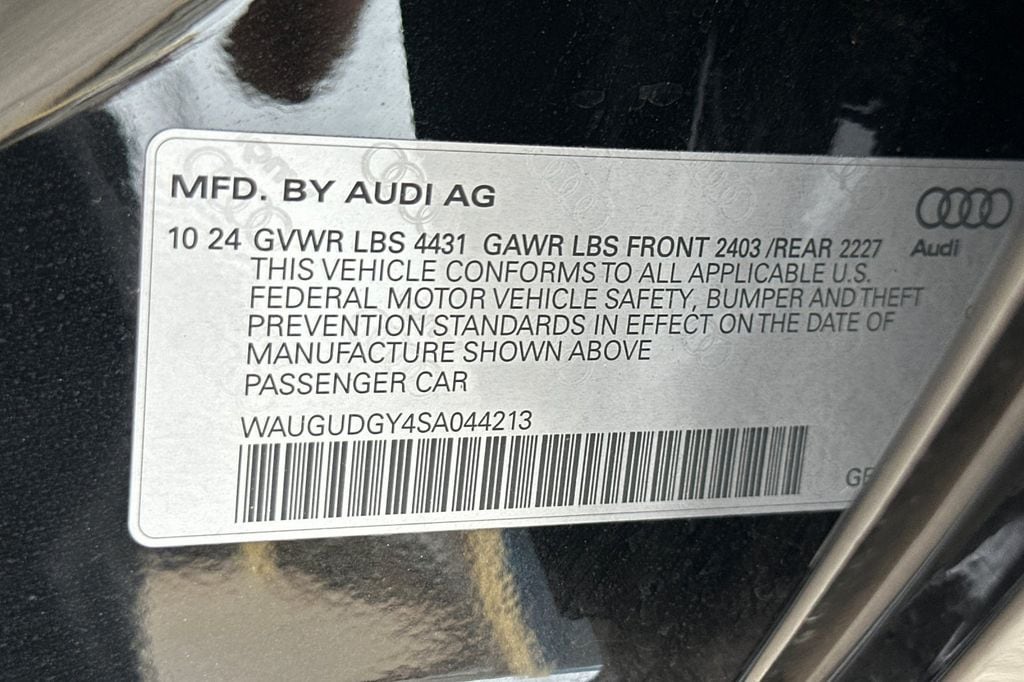 MFD. BY AUDI AG
10 24 GVWR LBS 4431 GAWR LBS FRONT 2403 /REAR 2227
Audi
THIS VEHICLE CONFORMS TO ALL APPLICABLE U.S.
FEDERAL MOTOR VEHICLE SAFETY, BUMPER AND THEFT
PREVENTION STANDARDS IN EFFECT ON THE DATE OF
MANUFACTURE SHOWN ABOVE
PASSENGER CAR
WAUGUDGY4SA044213